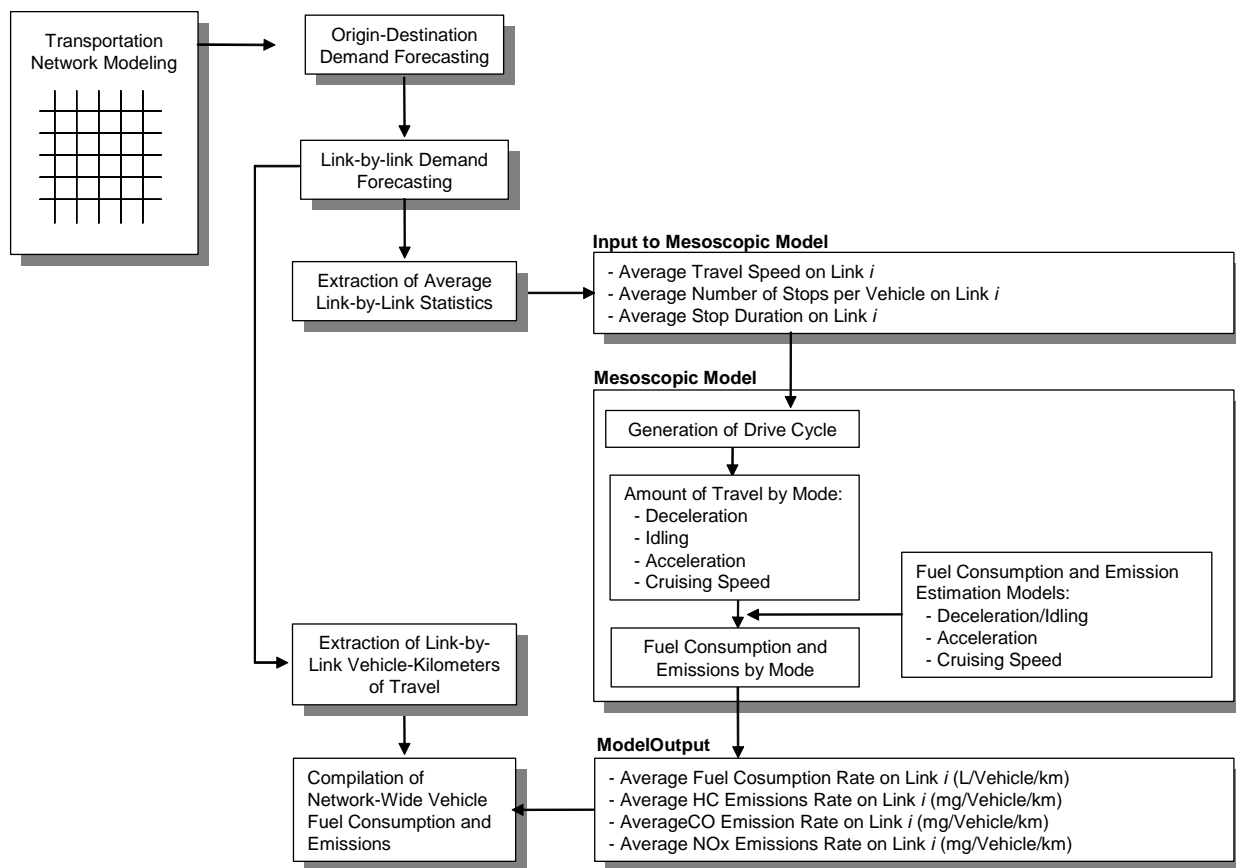 Transportation
Network Modeling
Origin-Destination
Demand Forecasting
Link-by-link Demand
Forecasting
Extraction of Average
Link-by-Link Statistics
Input to Mesoscopic Model
- Average Travel Speed on Link i
- Average Number of Stops per Vehicle on Link i
- Average Stop Duration on Link i
Mesoscopic Model
Generation of Drive Cycle
Amount of Travel by Mode:
- Deceleration
- Idling
- Acceleration
- Cruising Speed
Fuel Consumption and Emission
Estimation Models:
- Deceleration/Idling
- Acceleration
- Cruising Speed
Fuel Consumption and
Emissions by Mode
Extraction of Link-by-
Link Vehicle-Kilometers
of Travel
Compilation of
Network-Wide Vehicle
Fuel Consumption and
Emissions
ModelOutput
- Average Fuel Cosumption Rate on Link i (L/Vehicle/km)
- Average HC Emissions Rate on Link i (mg/Vehicle/km)
- AverageCO Emission Rate on Link i (mg/Vehicle/km)
- Average NOx Emissions Rate on Link i (mg/Vehicle/km)